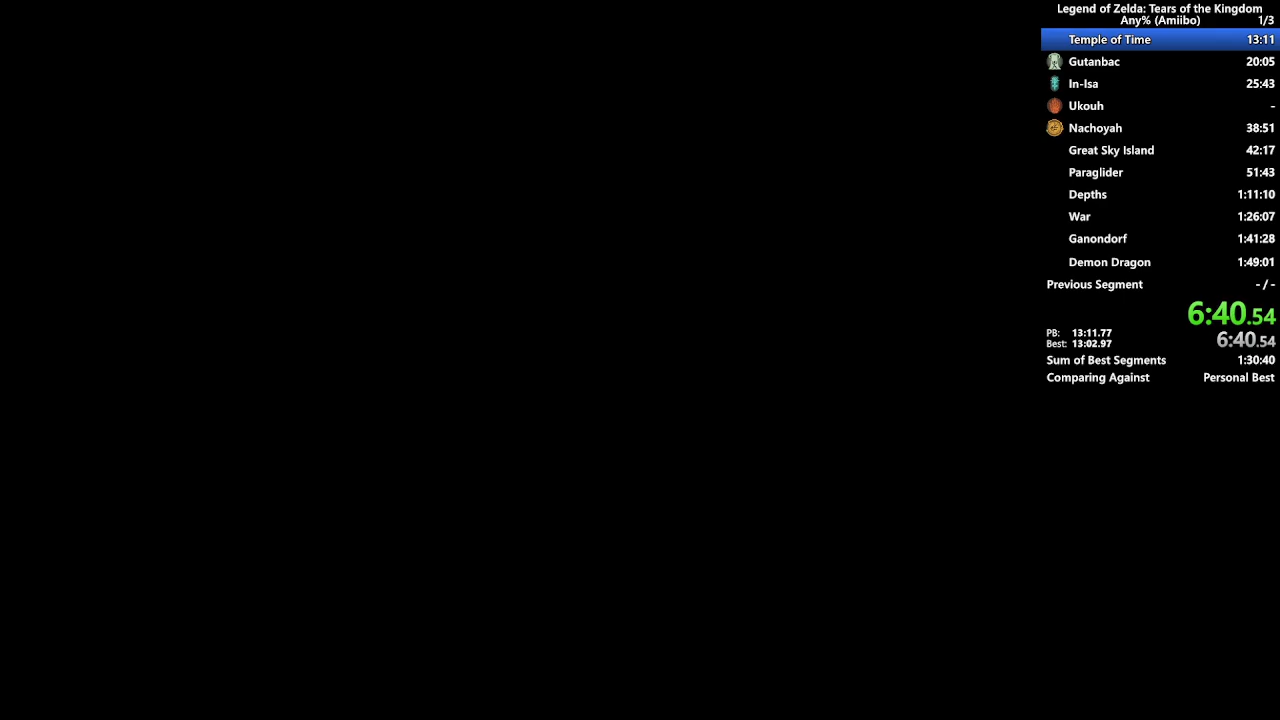 Legend of Zelda: Tears of the Kingdom
Any% (Amiibo) 1/3
Temple of Time 13:11
Gutanbac 20:05
In-Isa 25:43
Ukouh -
Nachoyah 38:51
Great Sky Island 42:17
Paraglider 51:43
Depths 1:11:10
War 1:26:07
Ganondorf 1:41:28
Demon Dragon 1:49:01
Previous Segment - / -
6:40.54
PB: 13:11.77
Best: 13:02.97 6:40.54
Sum of Best Segments 1:30:40
Comparing Against Personal Best